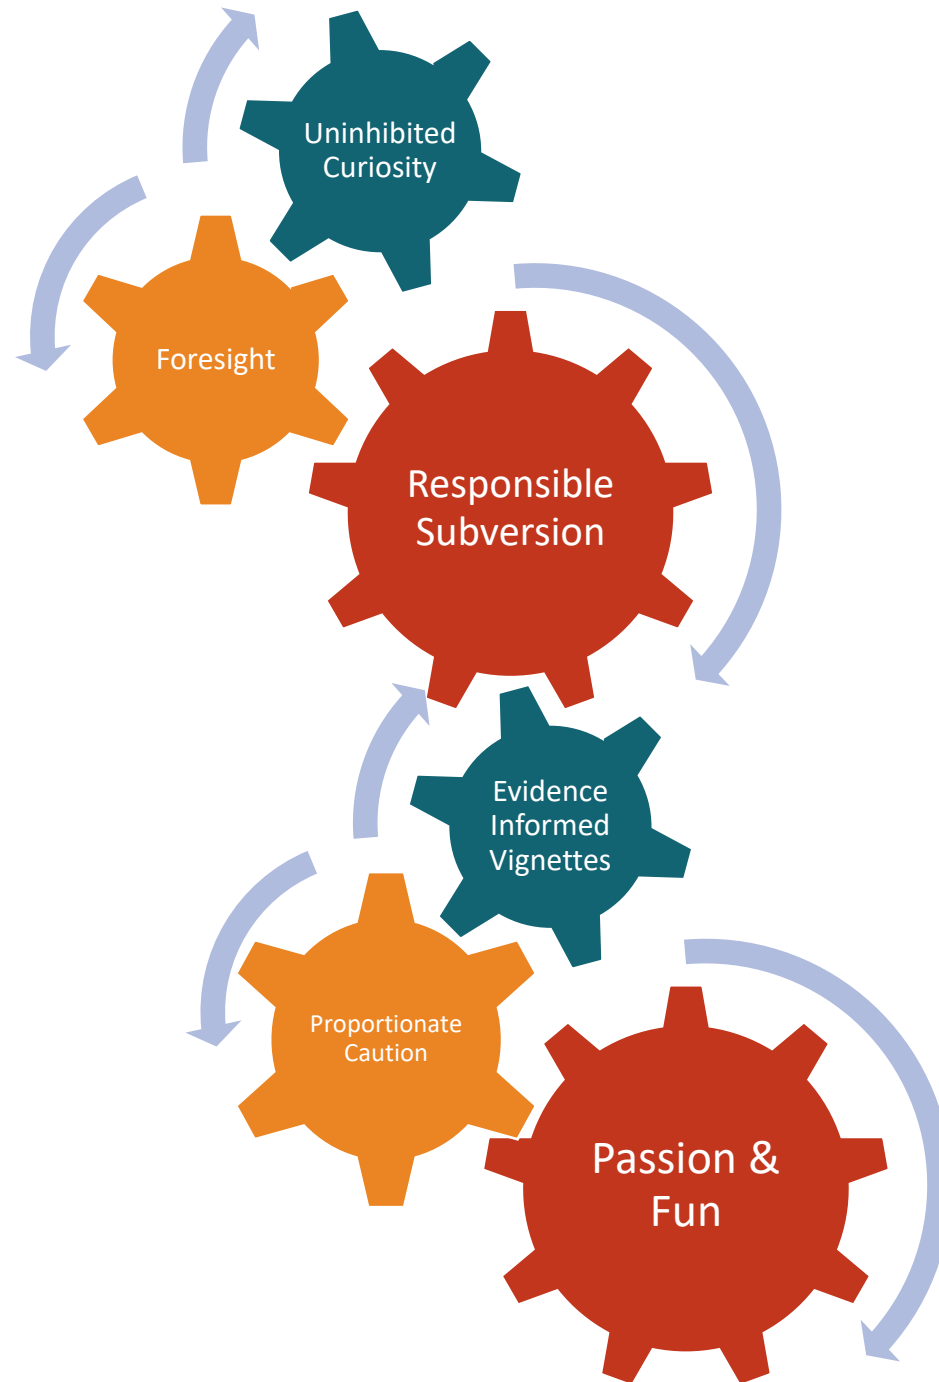 Uninhibited
Curiosity
Foresight
Responsible
Subversion
Evidence
Informed
Vignettes
Proportionate
Caution
Passion &
Fun